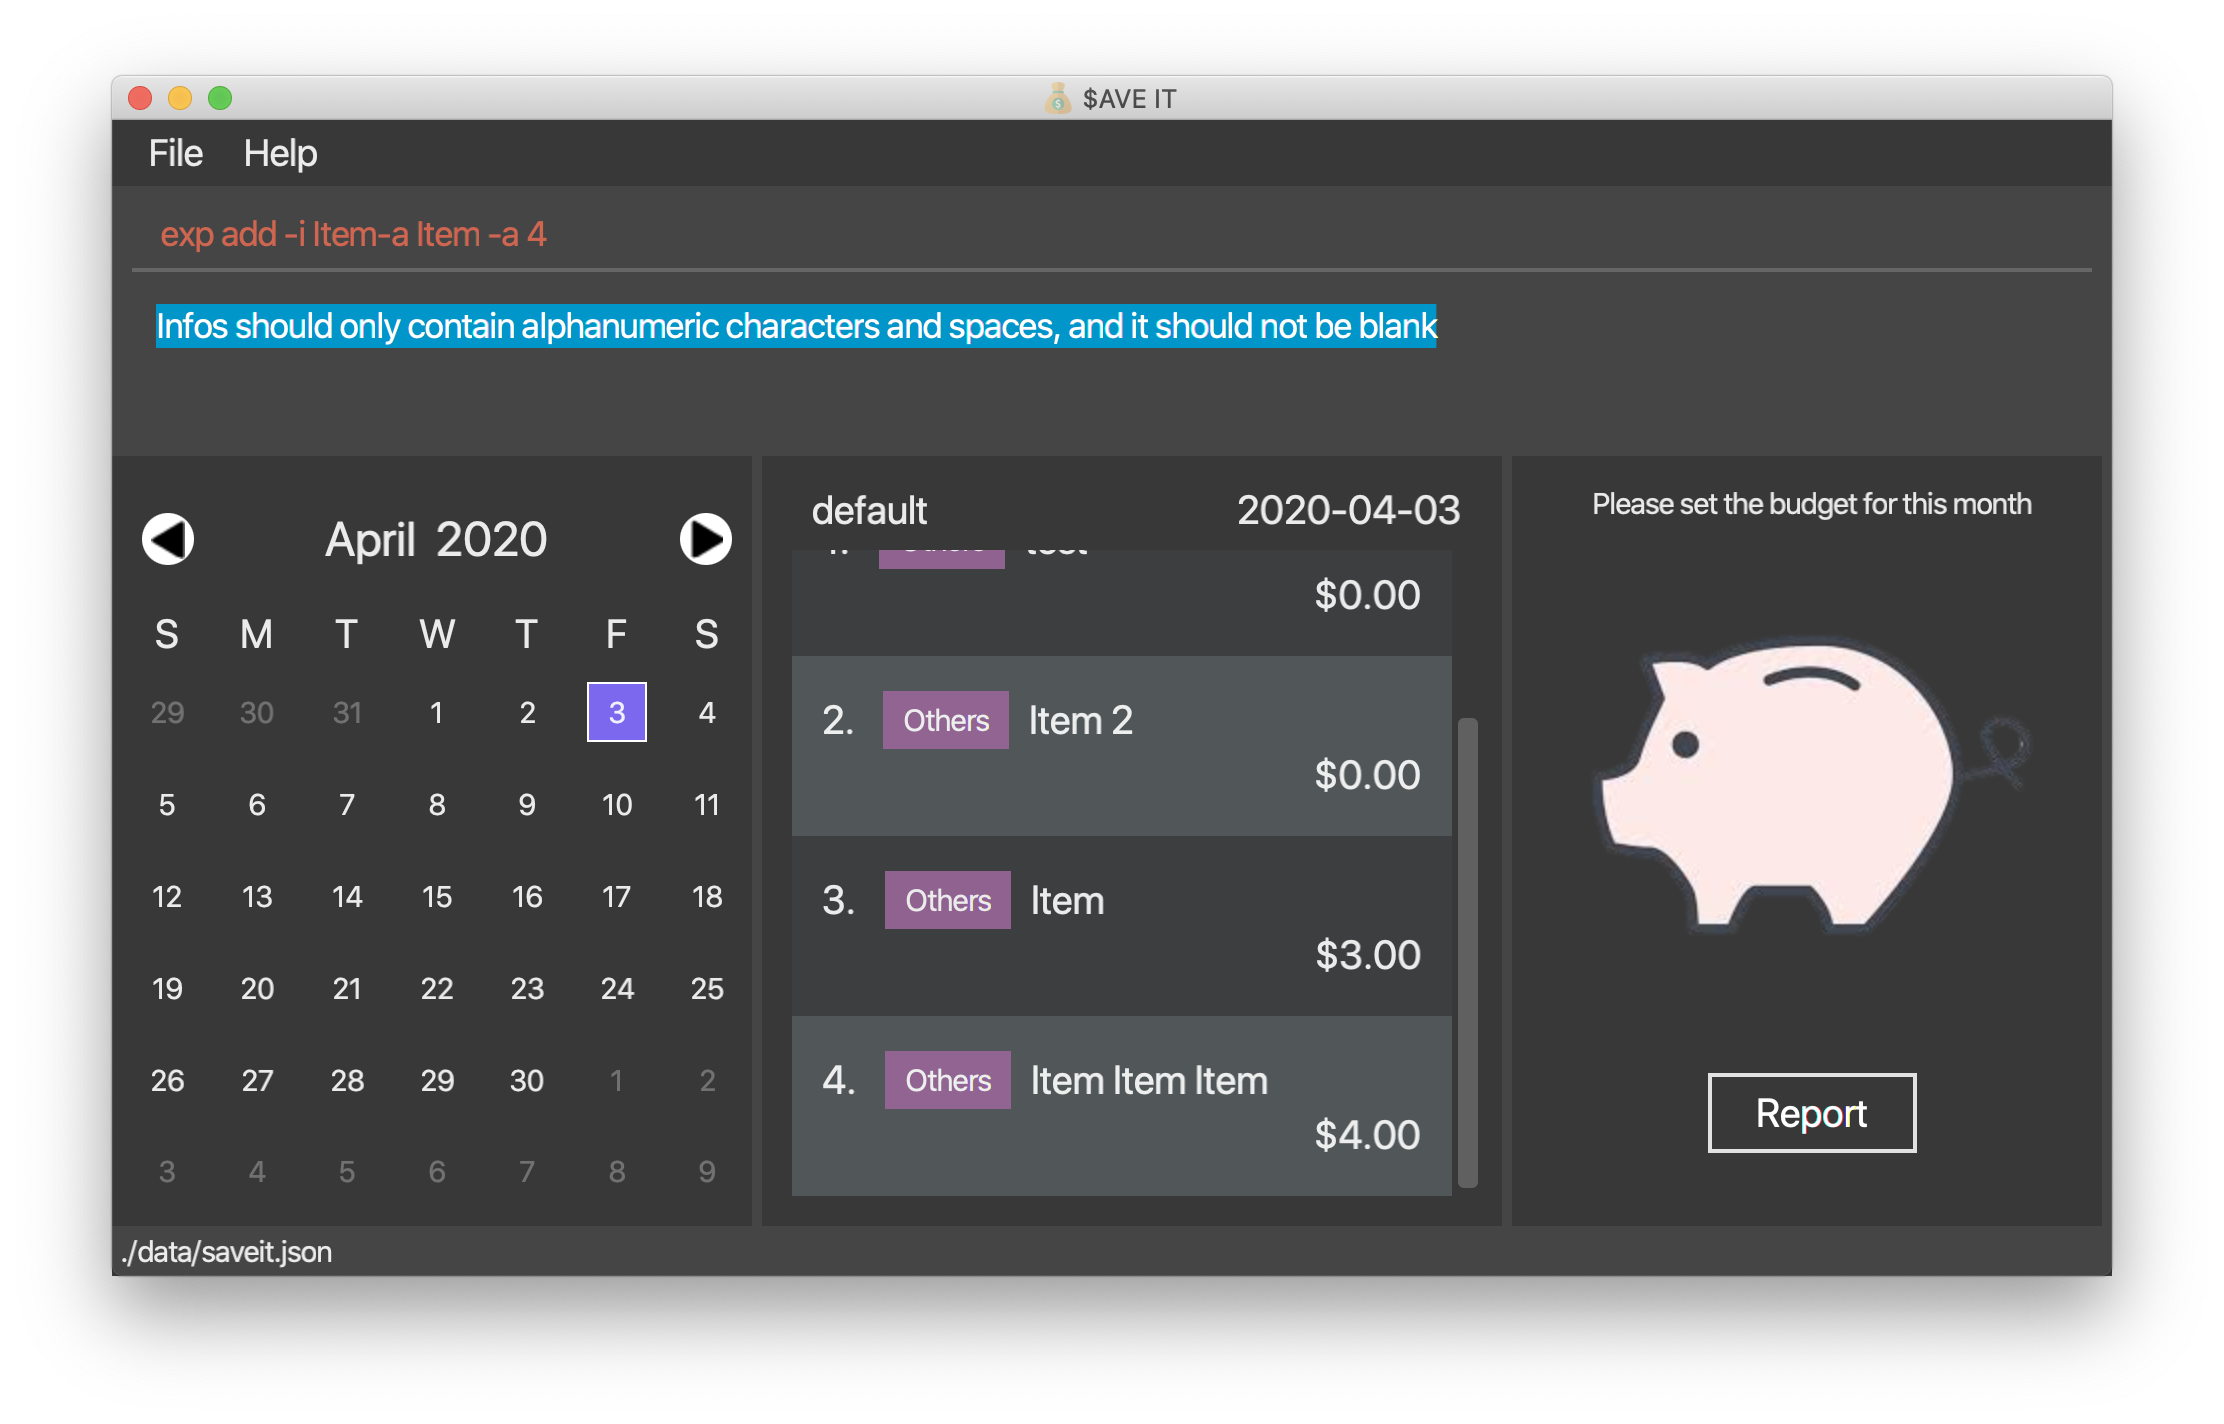 $AVE IT
File Help
exp add -i Item-a Item -a 4
Infos should only contain alphanumeric characters and spaces, and it should not be blank
April 2020
S M T W T F S
29 30 31 1 2 3 4
5 6 7 8 9 10 11
12 13 14 15 16 17 18
19 20 21 22 23 24 25
26 27 28 29 30 1 2
3 4 5 6 7 8 9
default 2020-04-03
$0.00
2. Others Item 2
$0.00
3. Others Item
$3.00
4. Others Item Item Item
$4.00
Please set the budget for this month
Report
./data/saveit.json